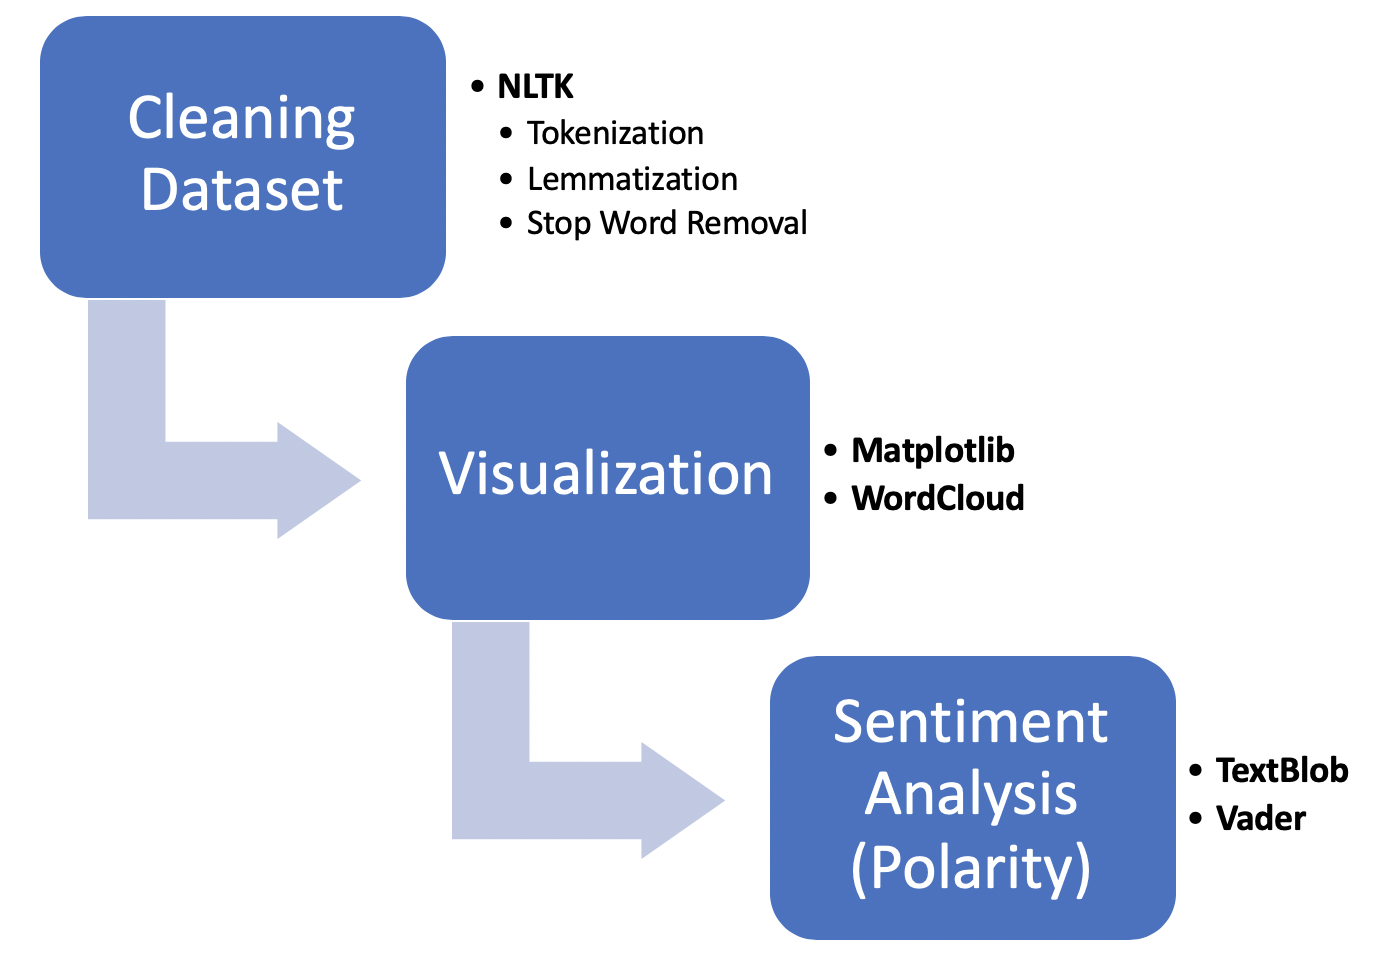 Cleaning
Dataset
• NLTK
• Tokenization
• Lemmatization
• Stop Word Removal
Visualization
• Matplotlib
• WordCloud
Sentiment
Analysis
(Polarity)
• TextBlob
• Vader